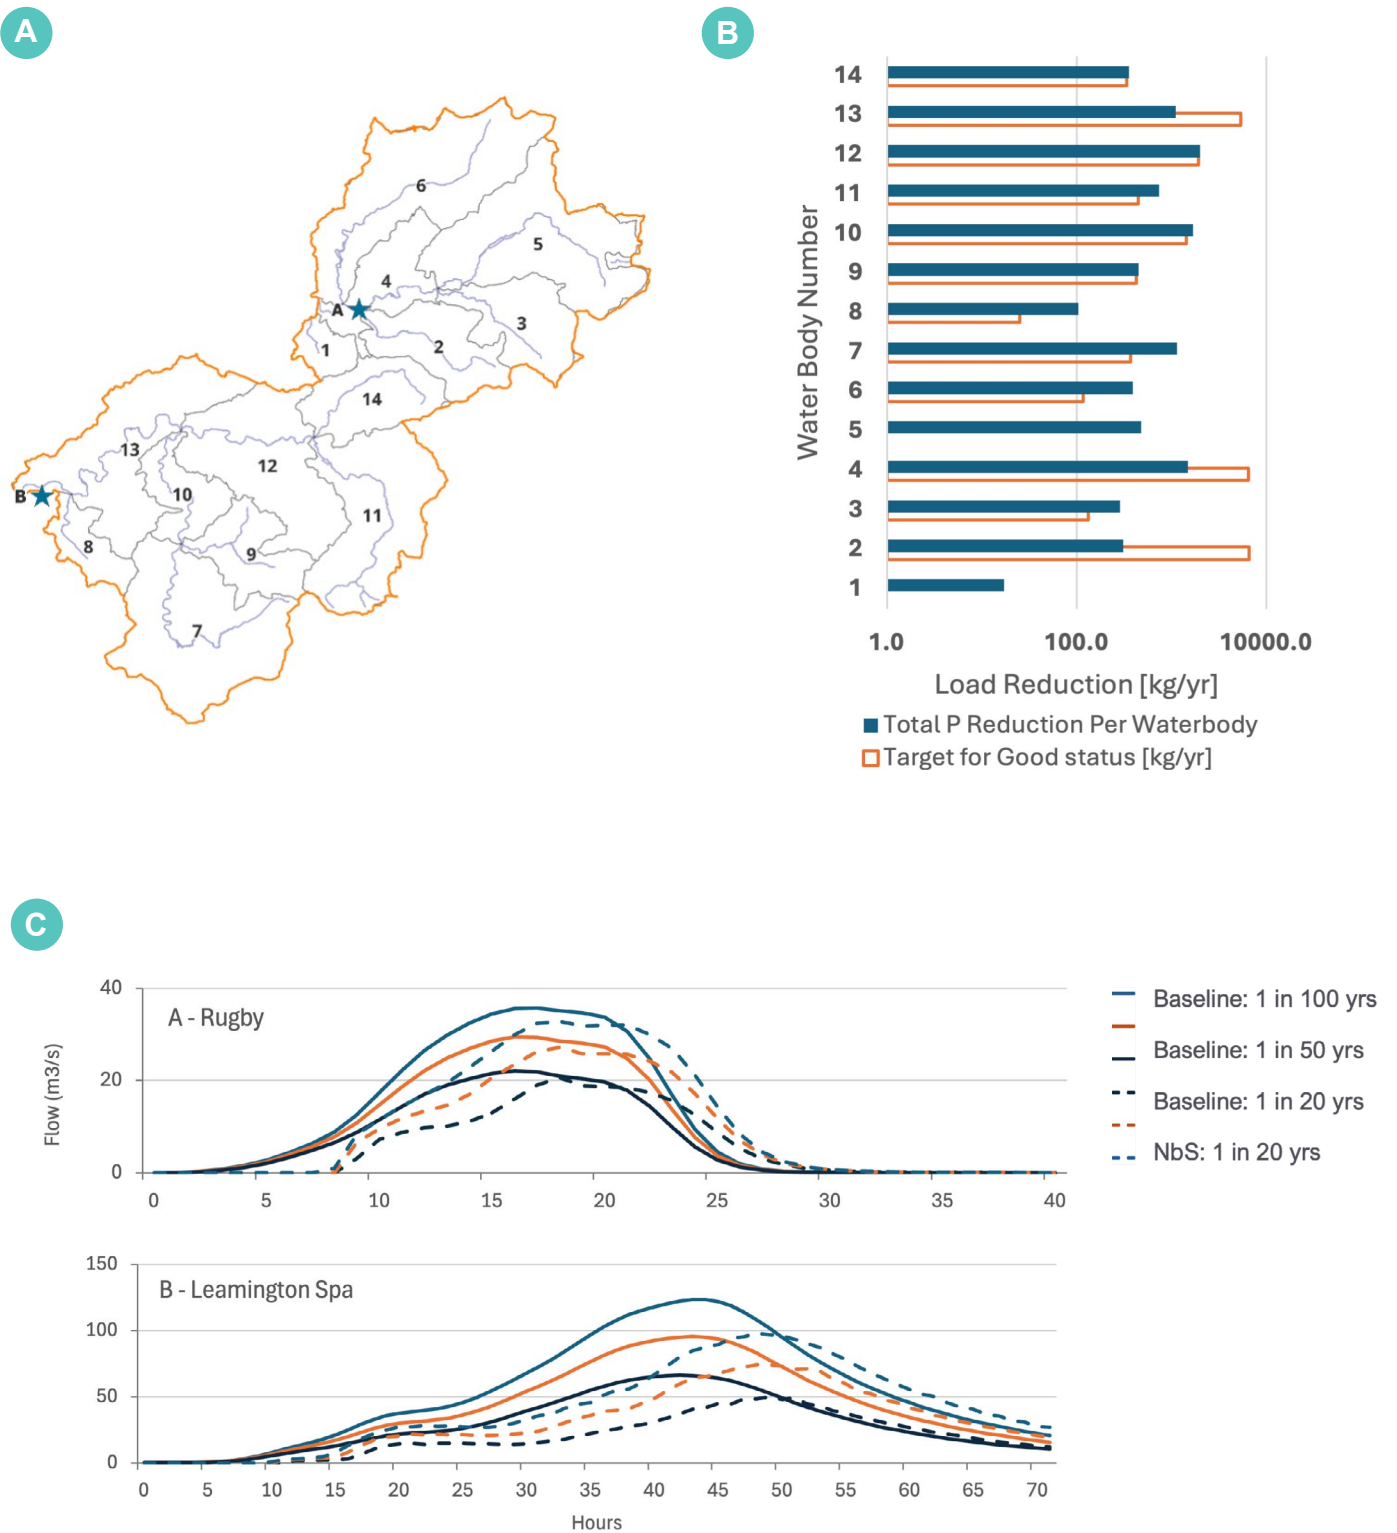 A
B
6
5
4
A
3
1
2
14
13
12
B
10
11
8
9
7
Water Body Number
14
13
12
11
10
9
8
7
6
5
4
3
2
1
1.0 100.0 10000.0
Load Reduction [kg/yr]
Total P Reduction Per Waterbody
Target for Good status [kg/yr]
C
Flow (m3/s)
A - Rugby
40
20
0
0 5 10 15 20 25 30 35 40
Baseline: 1 in 100 yrs
Baseline: 1 in 50 yrs
Baseline: 1 in 20 yrs
NbS: 1 in 20 yrs
B - Leamington Spa
150
100
50
0
0 5 10 15 20 25 30 35 40 45 50 55 60 65 70
Hours